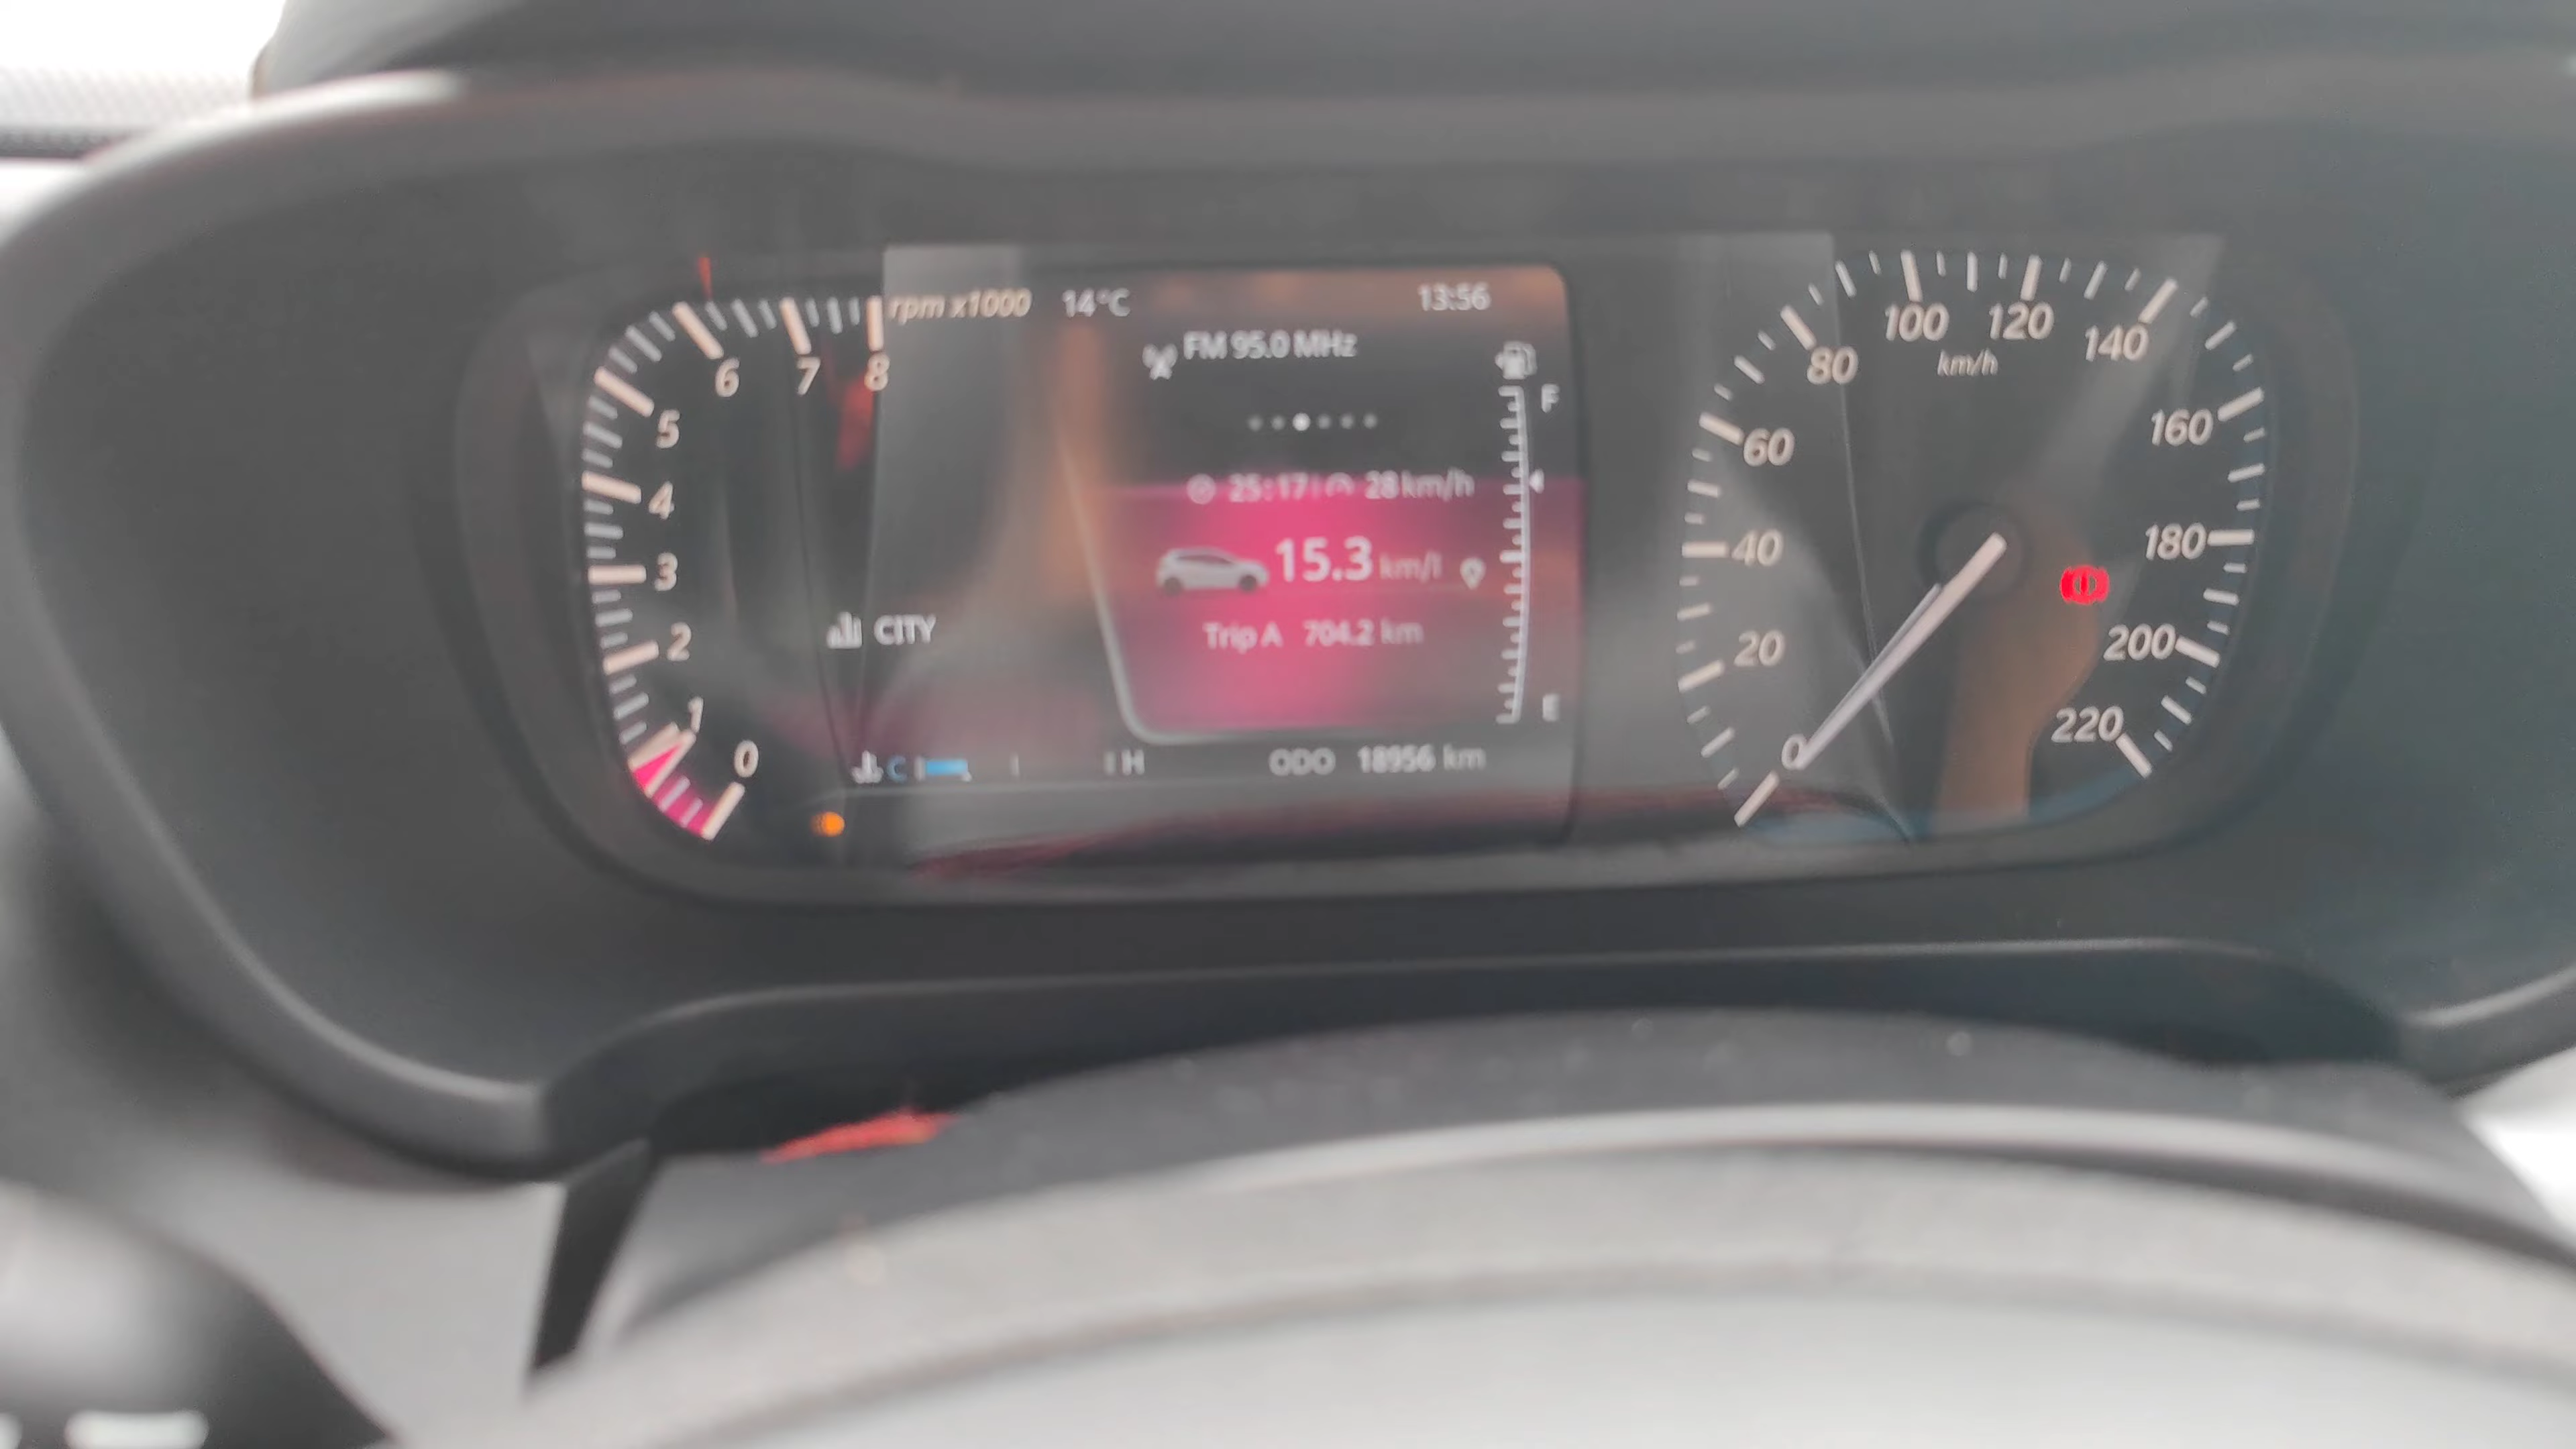 rpm x1000
14°C
13:56
FM 95.0 MHz
F
25:17
28 km/h
15.3 km/l
Trip A 704.2 km
E
CITY
C
H
ODO 18956 km
0
1
2
3
4
5
6
7
8
0
20
40
60
80
100
120
140
160
180
200
220
km/h